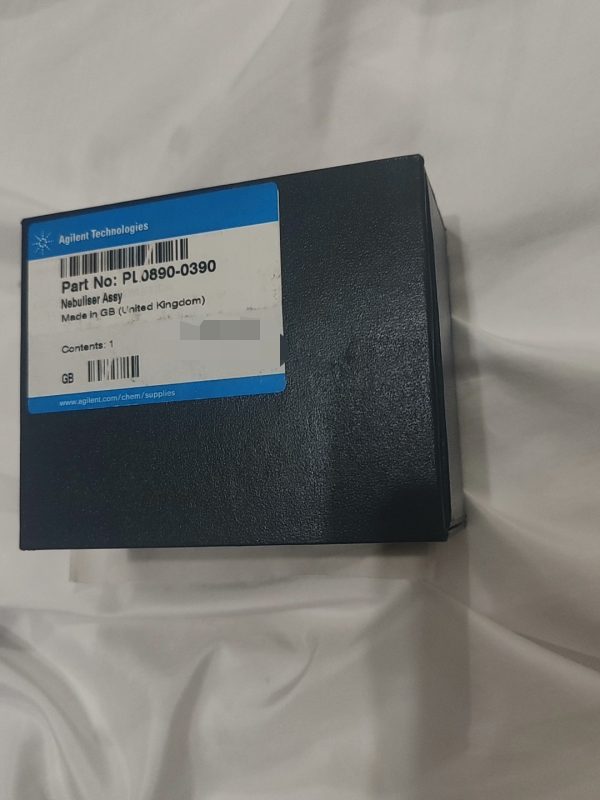 Agilent Technologies
Part No: PL0890-0390
Nebuliser Assy
Made in GB (United Kingdom)
Contents: 1
GB
www.agilent.com/chem/supplies